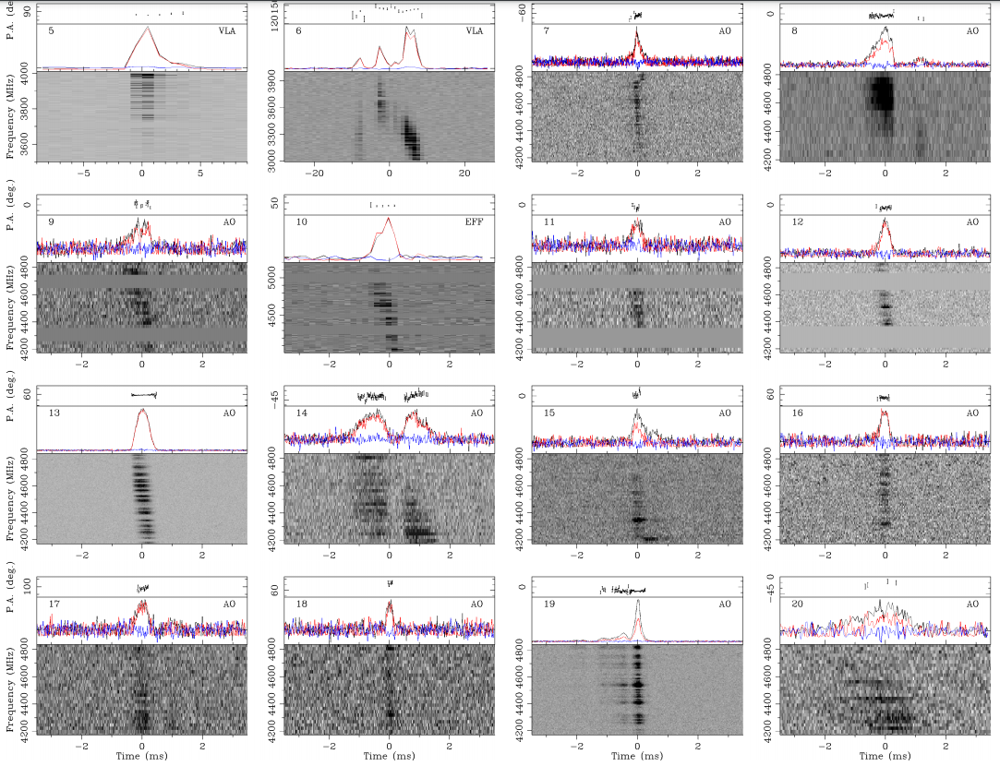 P.A. (de
90
5 VLA
Frequency (MHz)
3600 3800 4000
−5 0 5
120 150
6 VLA
3000 3300 3600 3900
−20 0 20
−60
7 AO
4200 4400 4600 4800
−2 0 2
0
8 AO
4200 4400 4600 4800
−2 0 2
P.A. (deg.)
0
9 AO
Frequency (MHz)
4200 4400 4600 4800
−2 0 2
50
10 EFF
4500 5000
−2 0 2
0
11 AO
4200 4400 4600 4800
−2 0 2
0
12 AO
4200 4400 4600 4800
−2 0 2
P.A. (deg.)
60
13 AO
Frequency (MHz)
4200 4400 4600 4800
−2 0 2
−45
14 AO
4200 4400 4600 4800
−2 0 2
0
15 AO
4200 4400 4600 4800
−2 0 2
60
16 AO
4200 4400 4600 4800
−2 0 2
P.A. (deg.)
100
17 AO
Frequency (MHz)
4200 4400 4600 4800
−2 0 2
Time (ms)
60
18 AO
4200 4400 4600 4800
−2 0 2
Time (ms)
0
19 AO
4200 4400 4600 4800
−2 0 2
Time (ms)
−45 0
20 AO
4200 4400 4600 4800
−2 0 2
Time (ms)